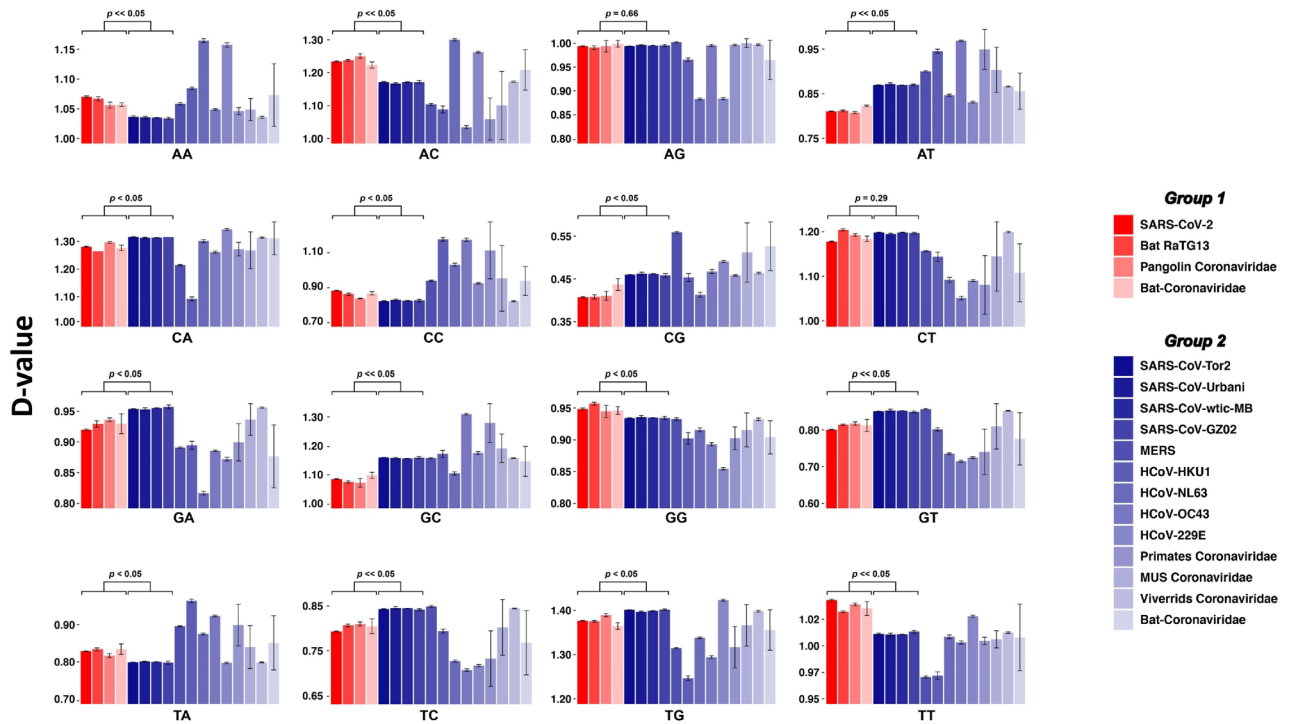 p << 0.05
1.15
1.10
1.05
1.00
AA
p << 0.05
1.30
1.20
1.10
1.00
AC
p = 0.66
1.00
0.95
0.90
0.85
0.80
AG
p << 0.05
0.95
0.85
0.75
AT
p < 0.05
1.30
1.20
1.10
1.00
CA
p < 0.05
1.10
0.90
0.80
0.70
CC
p < 0.05
0.55
0.45
0.35
CG
p = 0.29
1.20
1.10
1.00
CT
D-value
p < 0.05
0.95
0.90
0.85
0.80
GA
p << 0.05
1.30
1.20
1.10
1.00
GC
p < 0.05
0.95
0.90
0.85
0.80
GG
p << 0.05
0.80
0.70
0.60
GT
p < 0.05
0.90
0.80
0.70
TA
p << 0.05
0.85
0.75
0.65
TC
p < 0.05
1.40
1.30
1.20
TG
p << 0.05
1.02
1.00
0.97
0.95
TT
Group 1
SARS-CoV-2
Bat RaTG13
Pangolin Coronaviridae
Bat-Coronaviridae
Group 2
SARS-CoV-Tor2
SARS-CoV-Urbani
SARS-CoV-wtic-MB
SARS-CoV-GZ02
MERS
HCoV-HKU1
HCoV-NL63
HCoV-OC43
HCoV-229E
Primates Coronaviridae
MUS Coronaviridae
Viverrids Coronaviridae
Bat-Coronaviridae